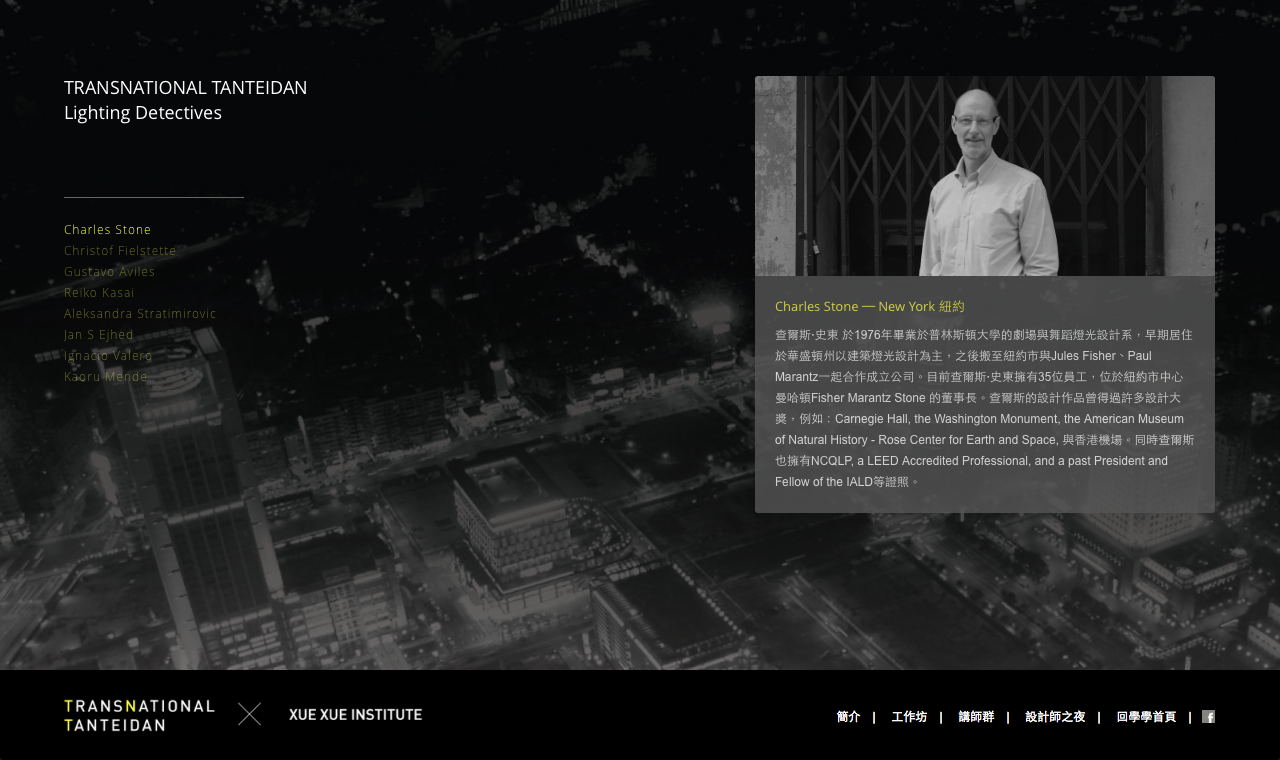 TRANSNATIONAL TANTEIDAN
Lighting Detectives
Charles Stone
Christof Fielstette
Gustavo Aviles
Reiko Kasai
Aleksandra Stratimirovic
Jan S Ejhed
Ignacio Valero
Kaoru Mende
Charles Stone — New York 紐約
查爾斯·史東 於1976年畢業於普林斯頓大學的劇場與舞蹈燈光設計系，早期居住
於華盛頓州以建築燈光設計為主，之後搬至紐約市與Jules Fisher、Paul
Marantz一起合作成立公司。目前查爾斯·史東擁有35位員工，位於紐約市中心
曼哈頓Fisher Marantz Stone 的董事長。查爾斯的設計作品曾得過許多設計大
獎，例如：Carnegie Hall, the Washington Monument, the American Museum
of Natural History - Rose Center for Earth and Space, 與香港機場。同時查爾斯
也擁有NCQLP, a LEED Accredited Professional, and a past President and
Fellow of the IALD等證照。
TRANSNATIONAL
TANTEIDAN
XUE XUE INSTITUTE
簡介 | 工作坊 | 講師群 | 設計師之夜 | 回學學首頁 | f